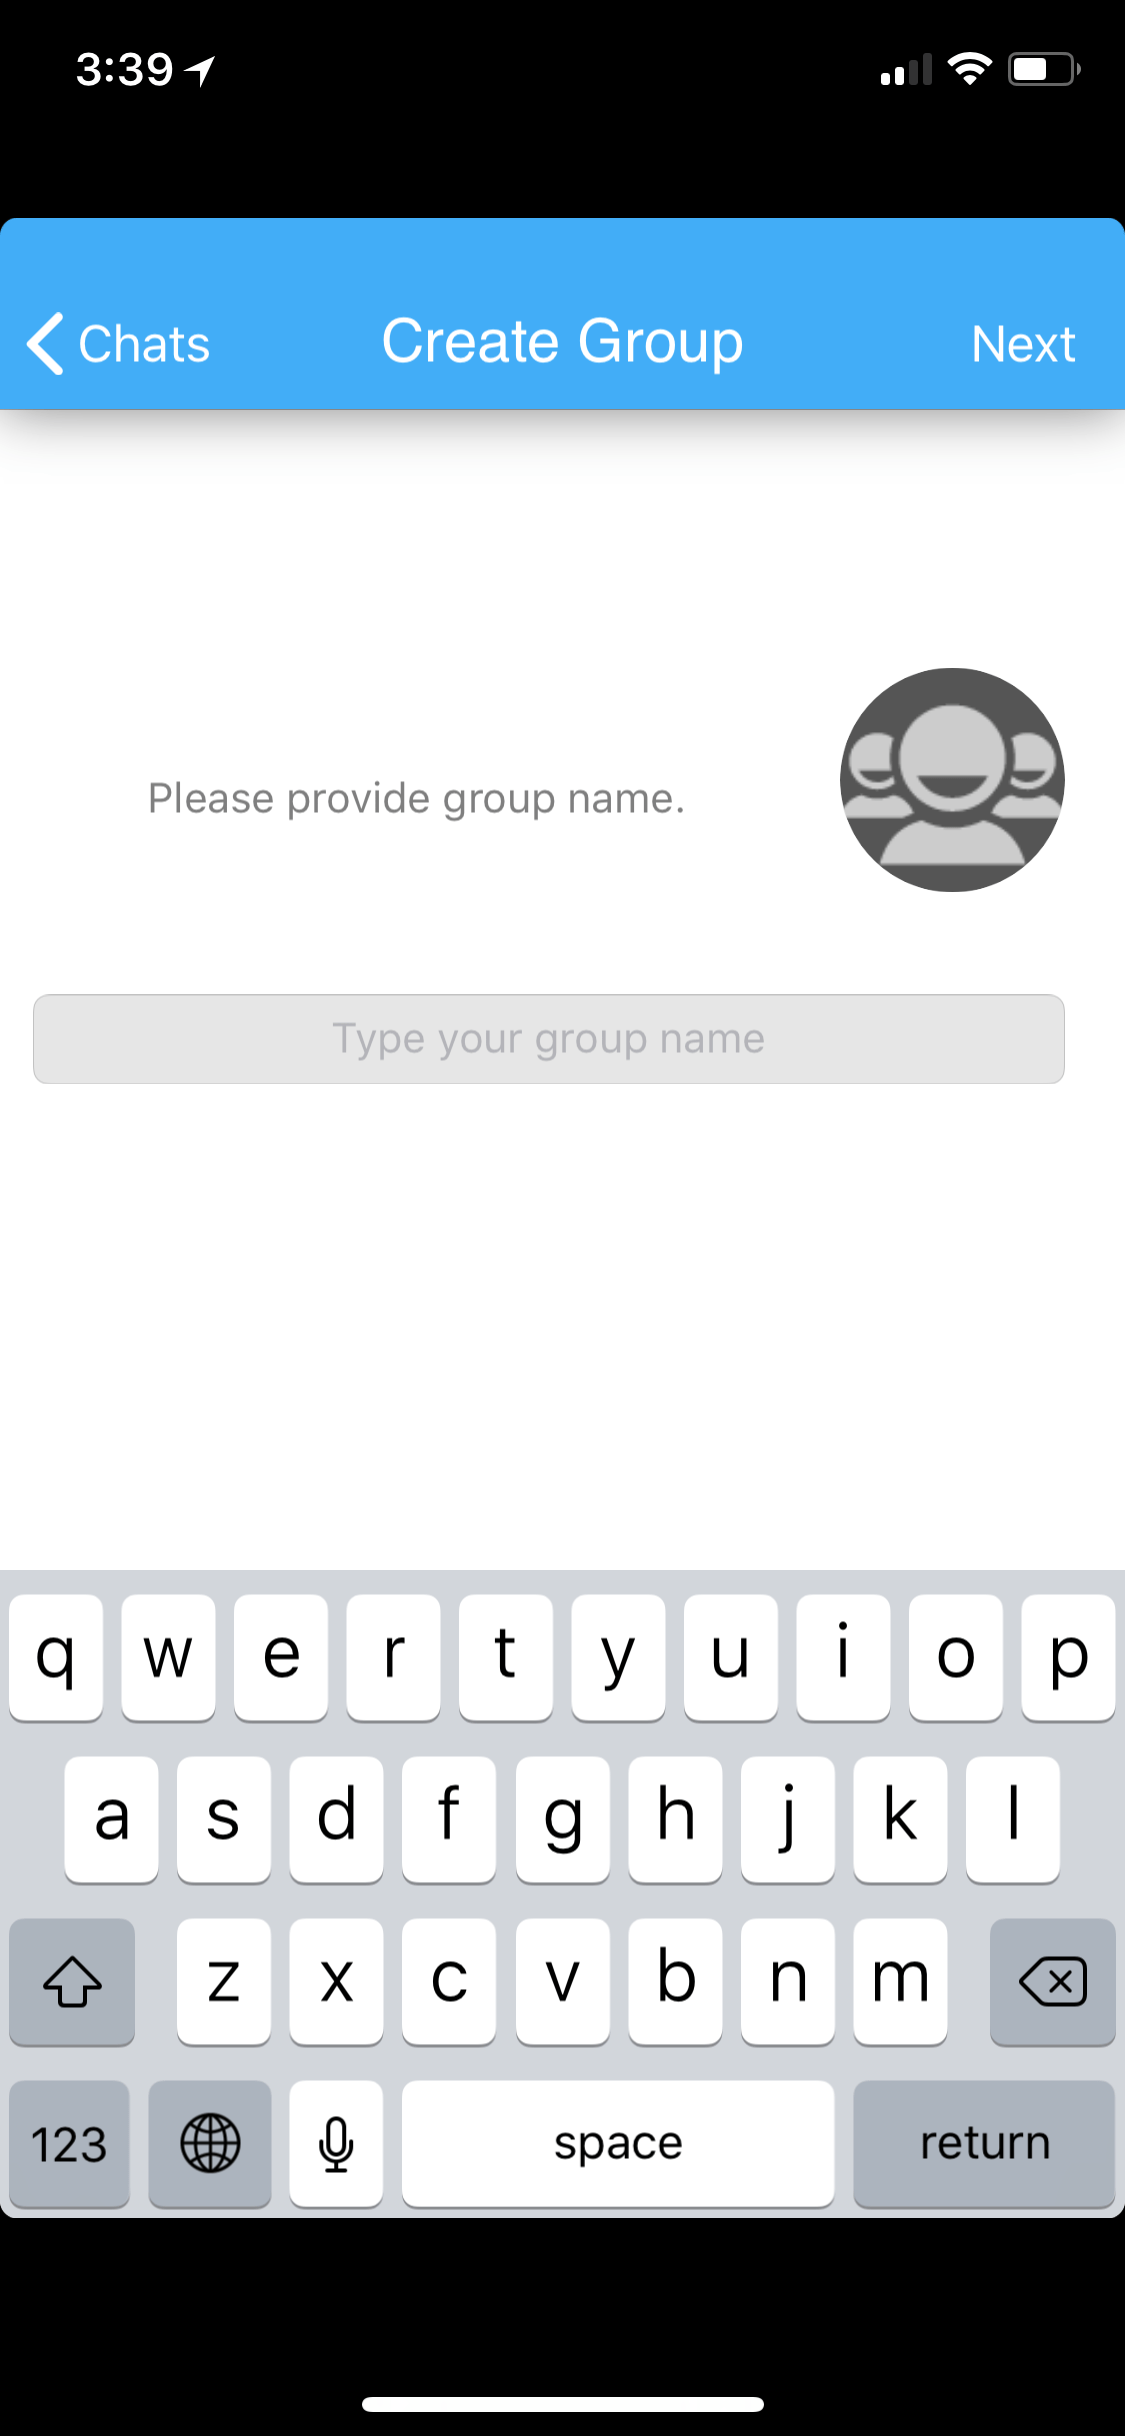 3:39
Chats Create Group Next
Please provide group name.
Type your group name
q w e r t y u i o p
a s d f g h j k l
z x c v b n m
123 space return